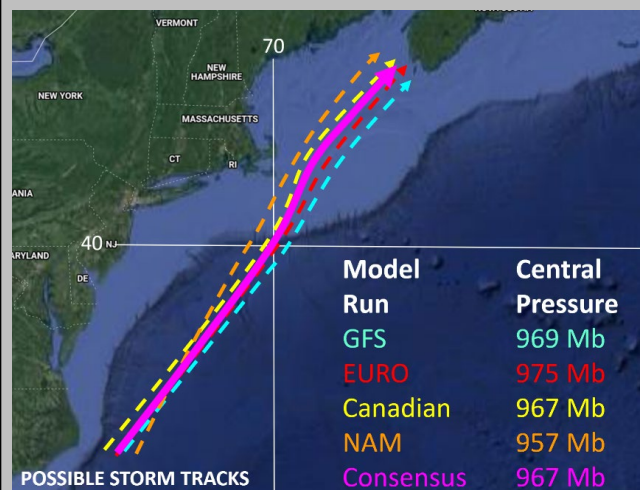 VERMONT
70
NEW
HAMPSHIRE
NEW YORK
MASSACHUSETTS
CT
RI
ANIA
40 NJ
ARYLAND
DE
Model Central
Run Pressure
GFS 969 Mb
EURO 975 Mb
Canadian 967 Mb
NAM 957 Mb
Consensus 967 Mb
POSSIBLE STORM TRACKS